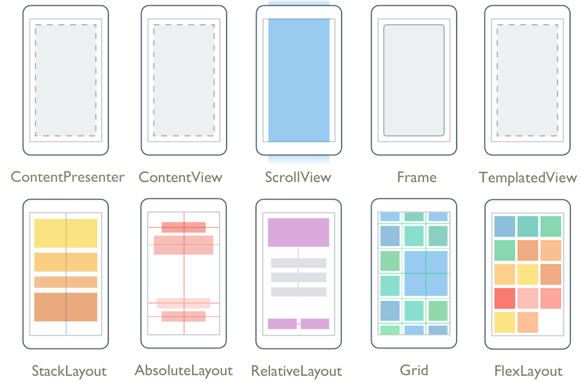 ContentPresenter ContentView ScrollView Frame TemplatedView
StackLayout AbsoluteLayout RelativeLayout Grid FlexLayout